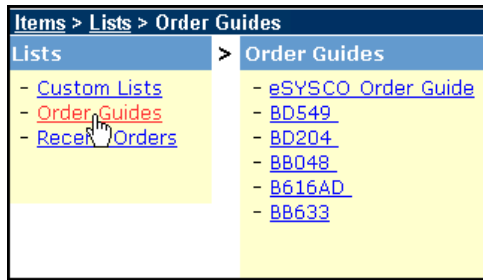 Items > Lists > Order Guides
Lists > Order Guides
- Custom Lists
- Order Guides
- Recent Orders
- eSYSCO Order Guide
- BD549
- BD204
- BB048
- B616AD
- BB633